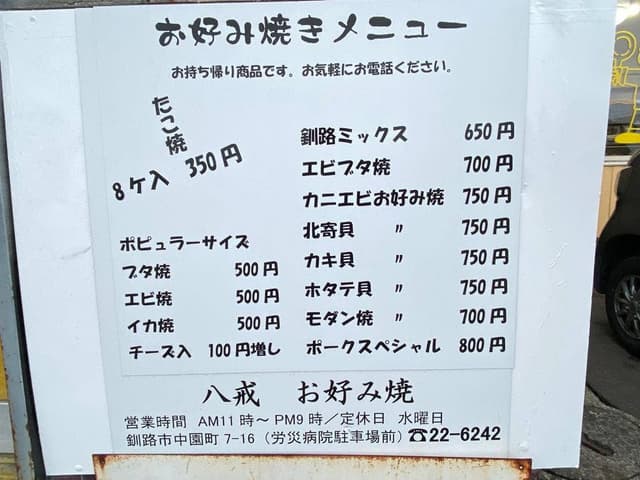 お好み焼きメニュー
お持ち帰り商品です。お気軽にお電話ください。
たこ焼
8ケ入 350円
ポピュラーサイズ
ブタ焼 500円
エビ焼 500円
イカ焼 500円
チーズ入 100円増し
釧路ミックス 650円
エビブタ焼 700円
カニエビお好み焼 750円
北寄貝 〃 750円
カキ貝 〃 750円
ホタテ貝 〃 750円
モダン焼 〃 700円
ポークスペシャル 800円
八戒 お好み焼
営業時間 AM11時～PM9時／定休日 水曜日
釧路市中園町7-16（労災病院駐車場前）☎22-6242